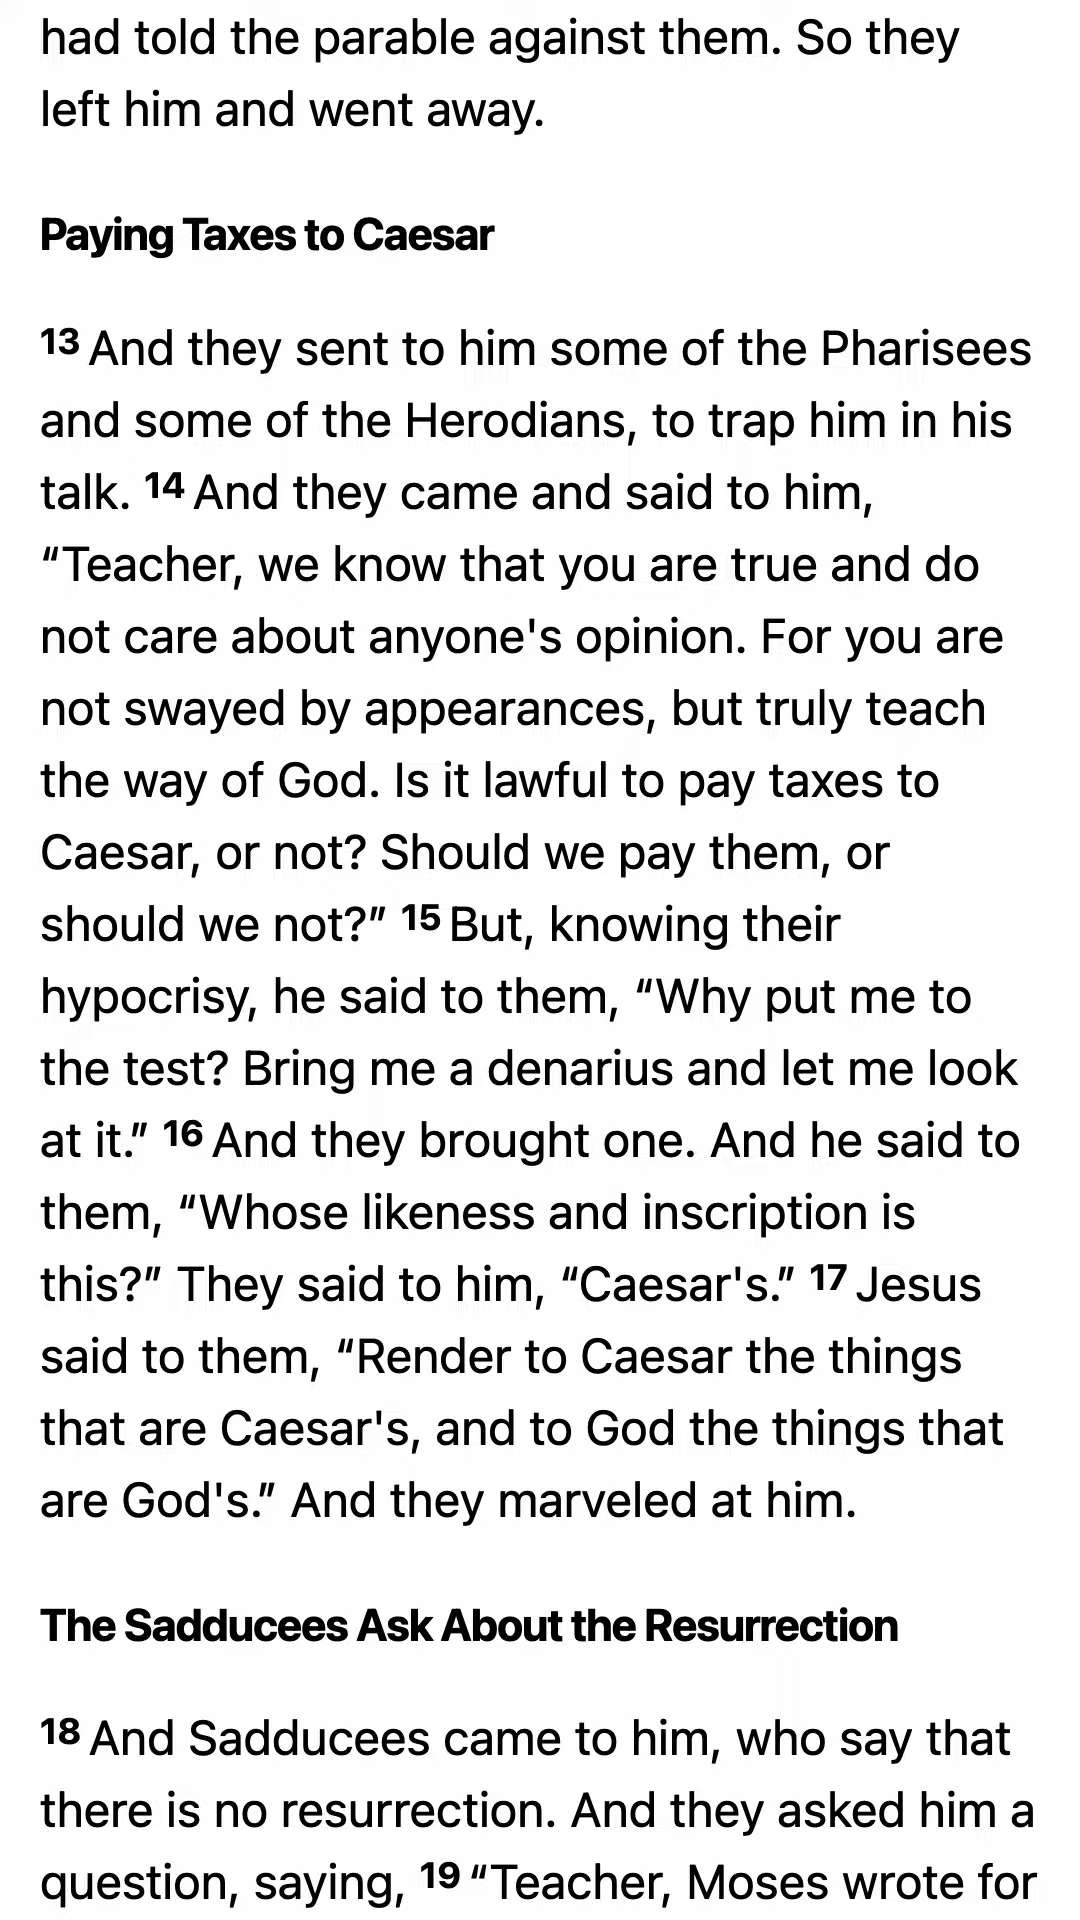 had told the parable against them. So they
left him and went away.
Paying Taxes to Caesar
13 And they sent to him some of the Pharisees
and some of the Herodians, to trap him in his
talk. 14 And they came and said to him,
“Teacher, we know that you are true and do
not care about anyone's opinion. For you are
not swayed by appearances, but truly teach
the way of God. Is it lawful to pay taxes to
Caesar, or not? Should we pay them, or
should we not?” 15 But, knowing their
hypocrisy, he said to them, “Why put me to
the test? Bring me a denarius and let me look
at it.” 16 And they brought one. And he said to
them, “Whose likeness and inscription is
this?” They said to him, “Caesar's.” 17 Jesus
said to them, “Render to Caesar the things
that are Caesar's, and to God the things that
are God's.” And they marveled at him.
The Sadducees Ask About the Resurrection
18 And Sadducees came to him, who say that
there is no resurrection. And they asked him a
question, saying, 19 “Teacher, Moses wrote for